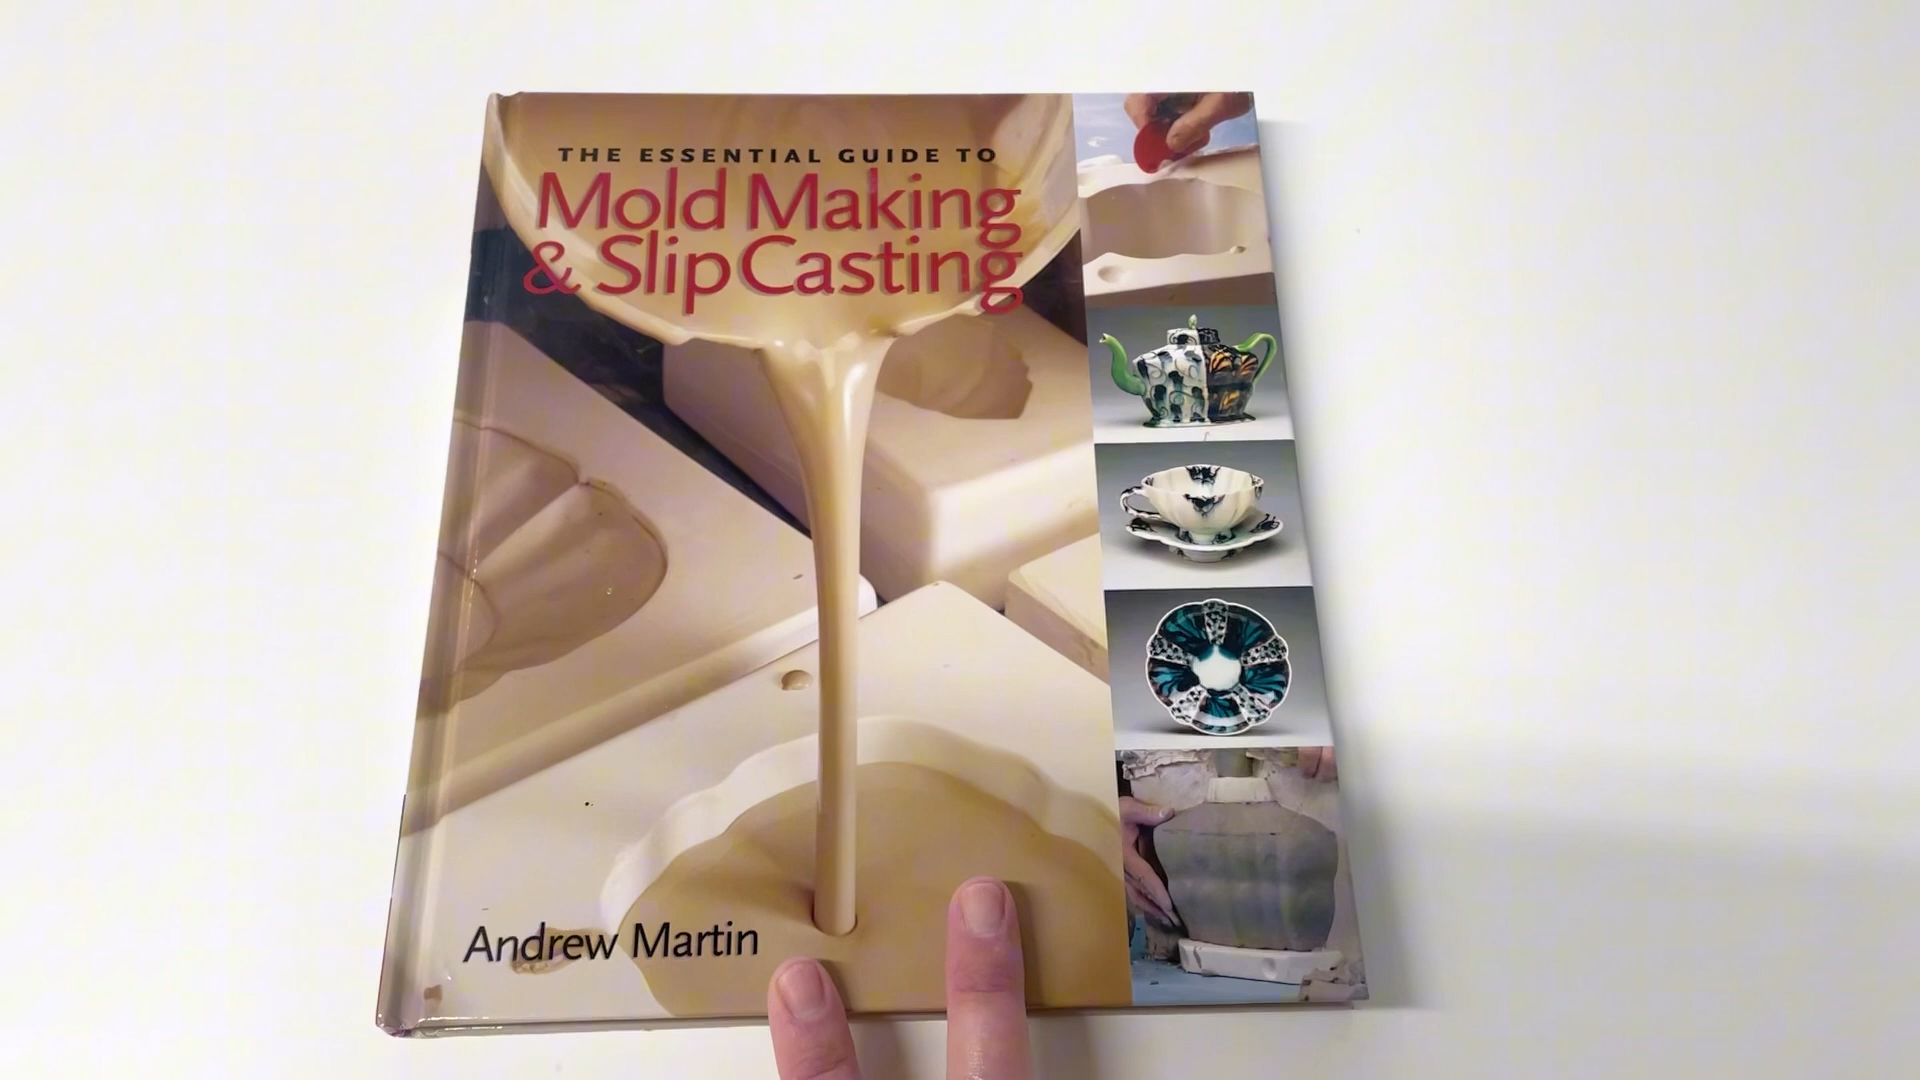 THE ESSENTIAL GUIDE TO
Mold Making
& Slip Casting
Andrew Martin